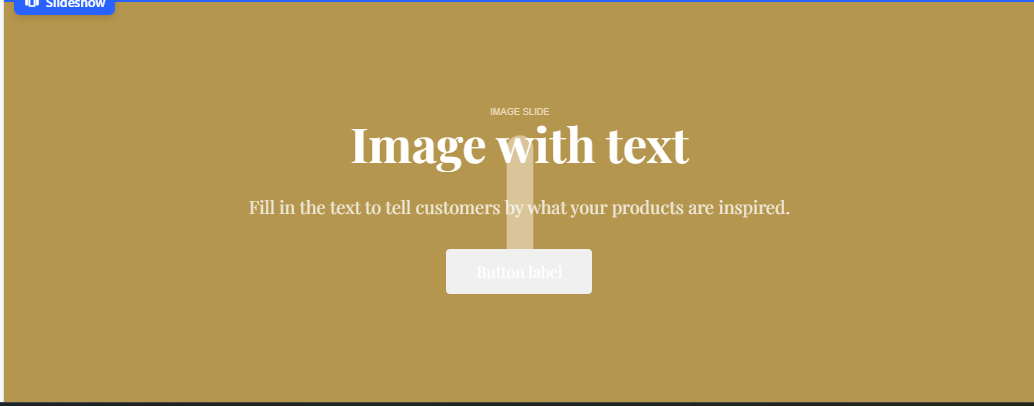 Slideshow
IMAGE SLIDE
Image with text
Fill in the text to tell customers by what your products are inspired.
Button label